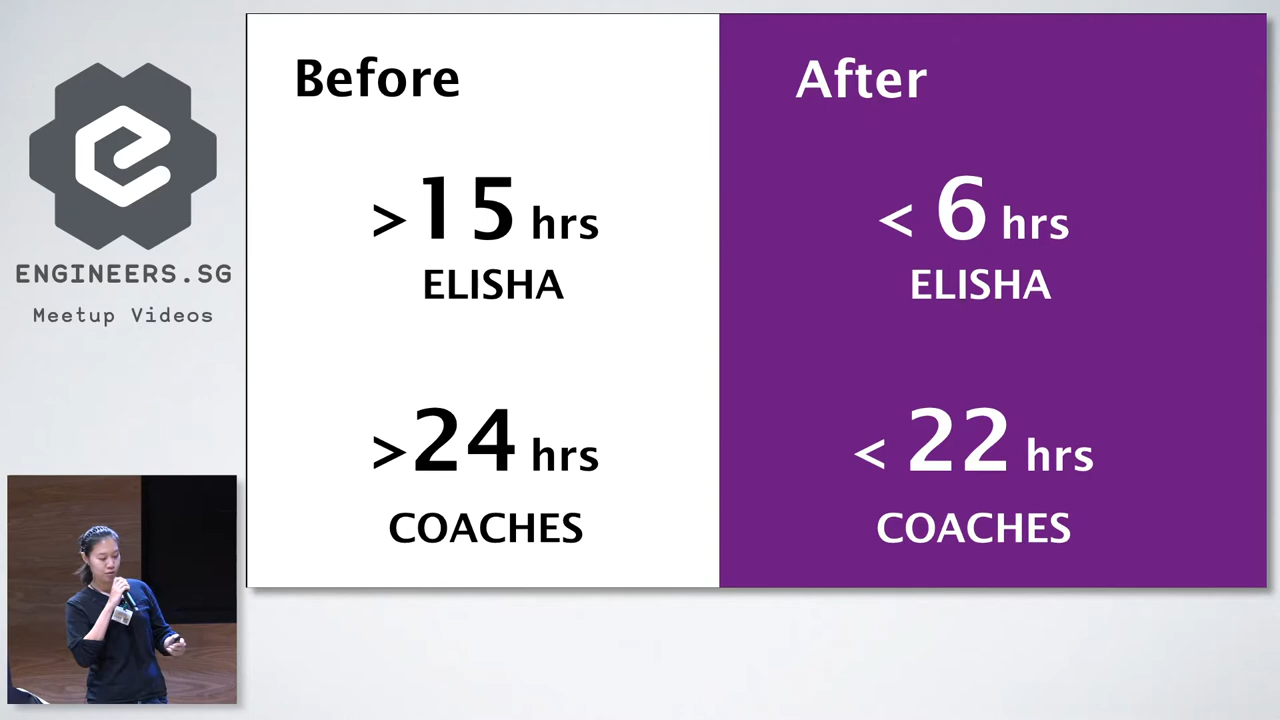 ENGINEERS.SG
Meetup Videos
Before
>15 hrs
ELISHA
>24 hrs
COACHES
After
< 6 hrs
ELISHA
< 22 hrs
COACHES